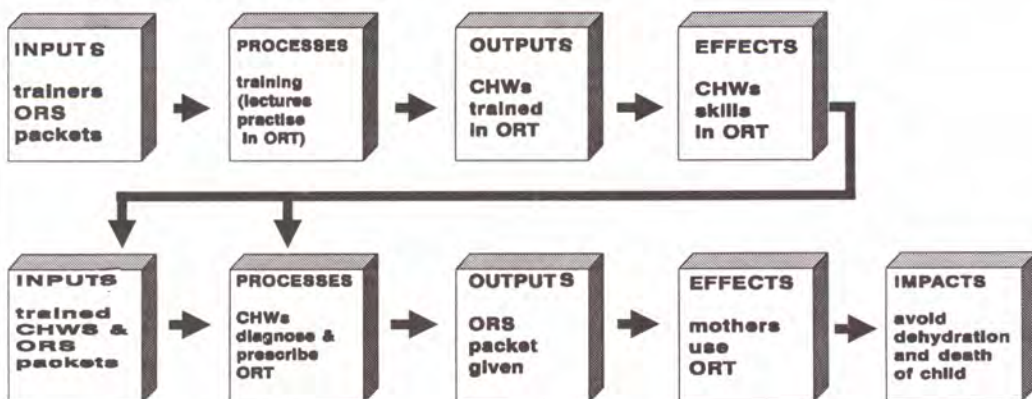 INPUTS
trainers
ORS
packets
PROCESSES
training
(lectures
practise
in ORT)
OUTPUTS
CHWs
trained
in ORT
EFFECTS
CHWs
skills
in ORT
INPUTS
trained
CHWS &
ORS
packets
PROCESSES
CHWs
diagnose &
prescribe
ORT
OUTPUTS
ORS
packet
given
EFFECTS
mothers
use
ORT
IMPACTS
avoid
dehydration
and death
of child